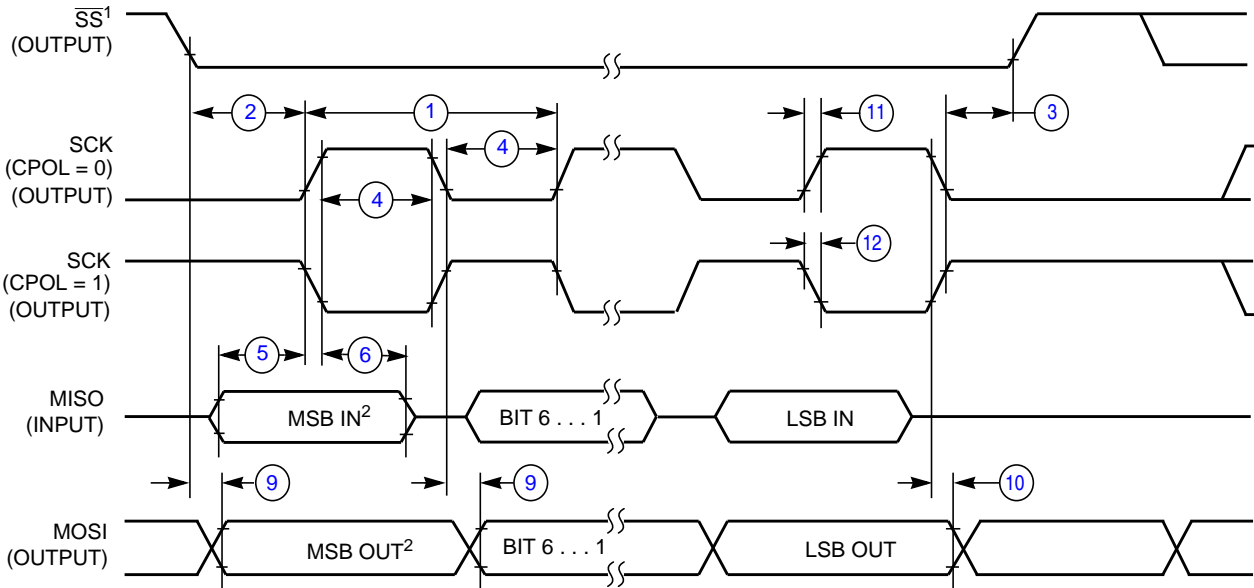 SS¹
(OUTPUT)
2
1
11
3
SCK
(CPOL = 0)
(OUTPUT)
4
4
12
SCK
(CPOL = 1)
(OUTPUT)
5
6
MISO
(INPUT)
MSB IN²
BIT 6 . . . 1
LSB IN
9
9
10
MOSI
(OUTPUT)
MSB OUT²
BIT 6 . . . 1
LSB OUT